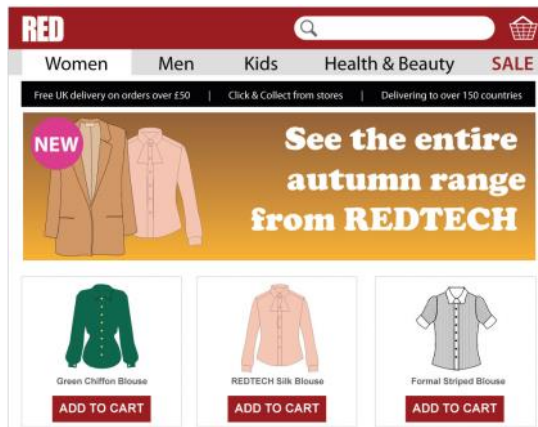 RED
Women Men Kids Health & Beauty SALE
Free UK delivery on orders over £50 | Click & Collect from stores | Delivering to over 150 countries
NEW
See the entire
autumn range
from REDTECH
Green Chiffon Blouse REDTECH Silk Blouse Formal Striped Blouse
ADD TO CART ADD TO CART ADD TO CART